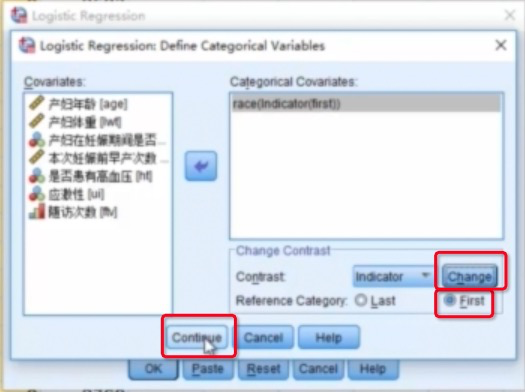 Logistic Regression
Logistic Regression: Define Categorical Variables
Covariates:
产妇年龄 [age]
产妇体重 [lwt]
产妇在妊娠期间是否...
本次妊娠前早产次数 ...
是否患有高血压 [ht]
应激性 [ui]
随访次数 [ftv]
Categorical Covariates:
race(Indicator(first))
Change Contrast
Contrast: Indicator Change
Reference Category: Last First
Continue Cancel Help
OK Paste Reset Cancel Help